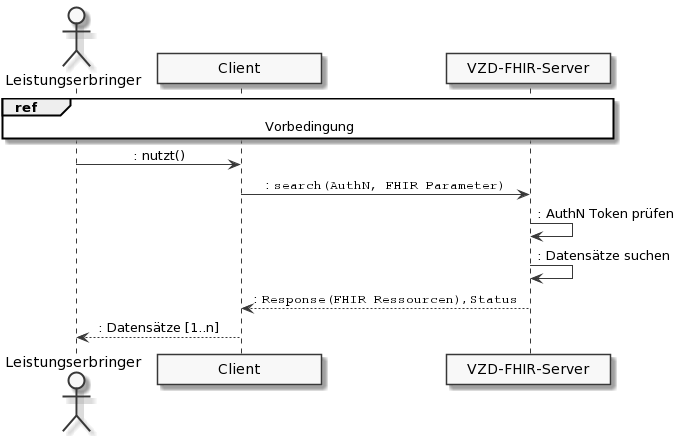 Leistungserbringer
Client
VZD-FHIR-Server
ref
Vorbedingung
: nutzt()
: search(AuthN, FHIR Parameter)
: AuthN Token prüfen
: Datensätze suchen
: Response(FHIR Ressourcen),Status
: Datensätze [1..n]
Leistungserbringer
Client
VZD-FHIR-Server